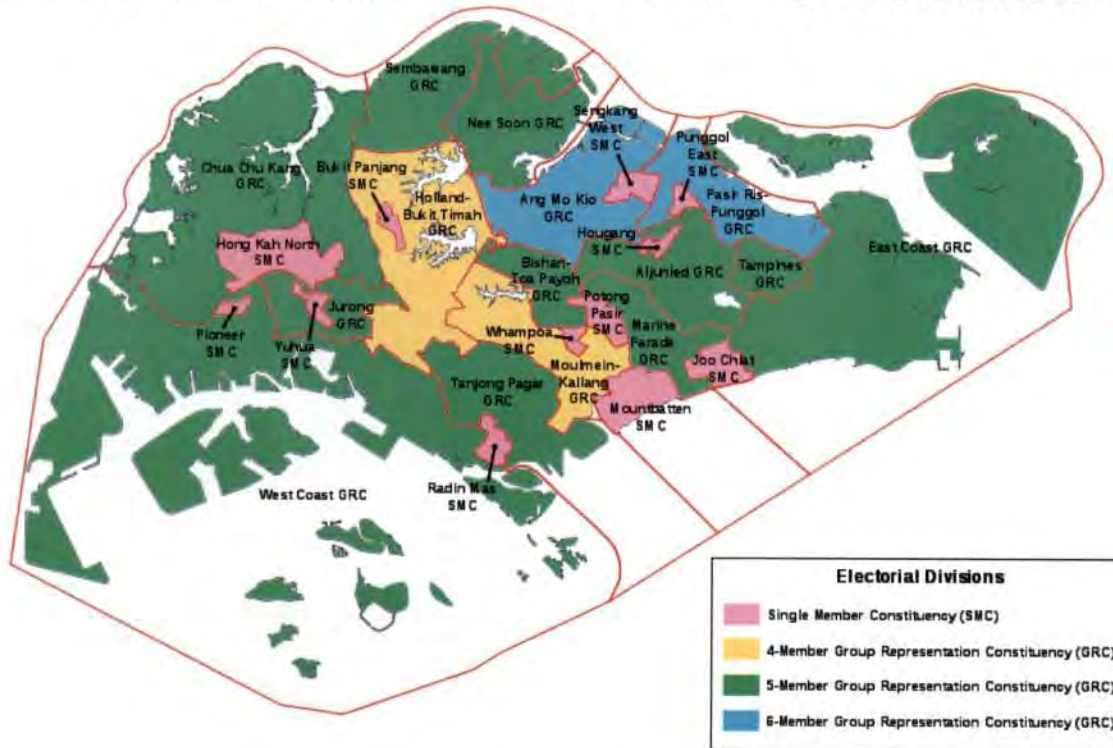 Sembawang
GRC
Nee Soon GRC
Sengkang
West
SMC
Punggol
East
SMC
Chua Chu Kang
GRC
Bukit Panjang
SMC
Holland-
Bukit Timah
GRC
Ang Mo Kio
GRC
Pasir Ris-
Punggol
GRC
Hong Kah North
SMC
Hougang
SMC
East Coast GRC
Bishan-
Toa Payoh
GRC
Aljunied GRC
Tampines
GRC
Pioneer
SMC
Yuhua
SMC
Jurong
GRC
Potong
Pasir
SMC
Whampoa
SMC
Marine
Parade
GRC
Joo Chiat
SMC
Moulmein-
Kallang
GRC
Tanjong Pagar
GRC
Mountbatten
SMC
Radin Mas
SMC
West Coast GRC
Electorial Divisions
Single Member Constituency (SMC)
4-Member Group Representation Constituency (GRC)
5-Member Group Representation Constituency (GRC)
6-Member Group Representation Constituency (GRC)